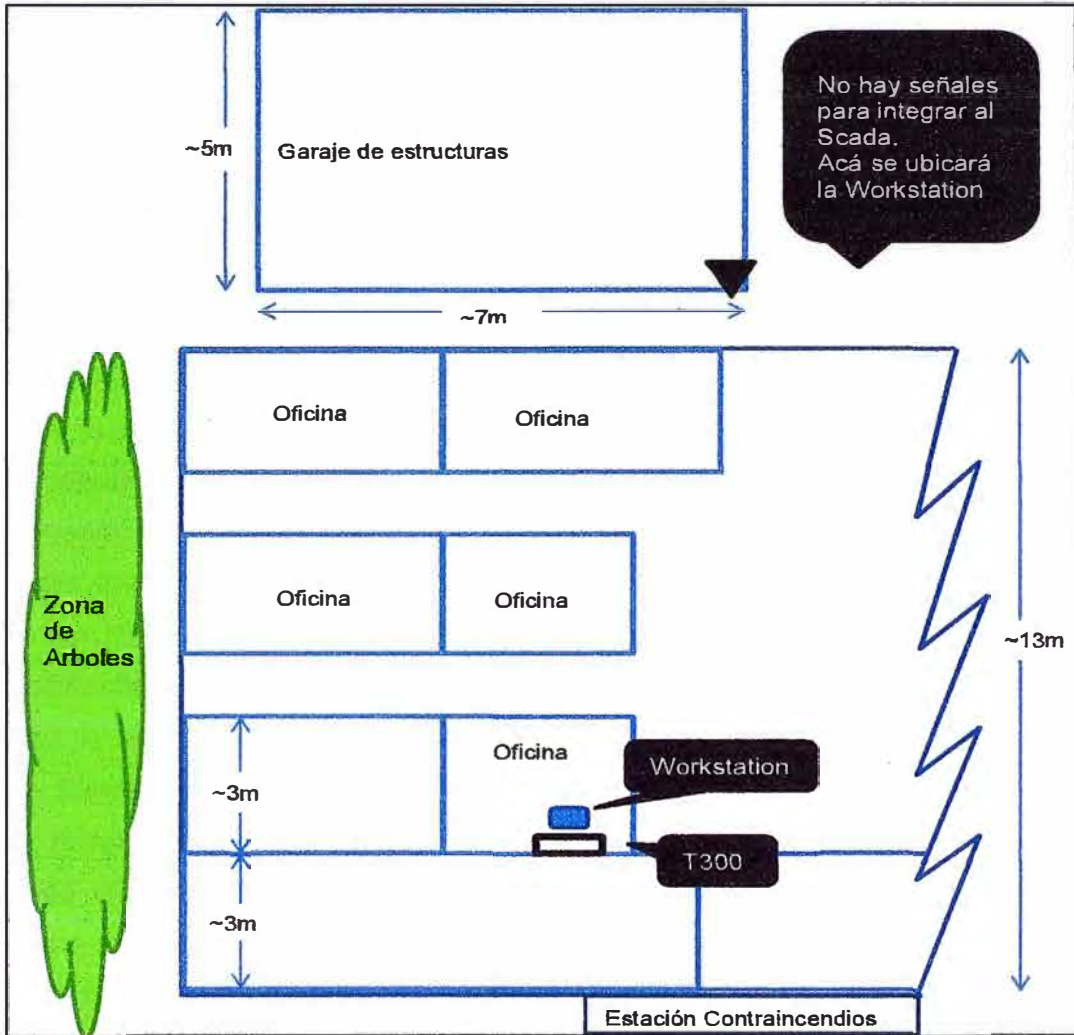 No hay señales
para integrar al
Scada.
Acá se ubicará
la Workstation
~5m
Garaje de estructuras
~7m
Oficina
Oficina
Oficina
Oficina
Zona
de
Arboles
~13m
Oficina
Workstation
~3m
T300
~3m
Estación Contraincendios